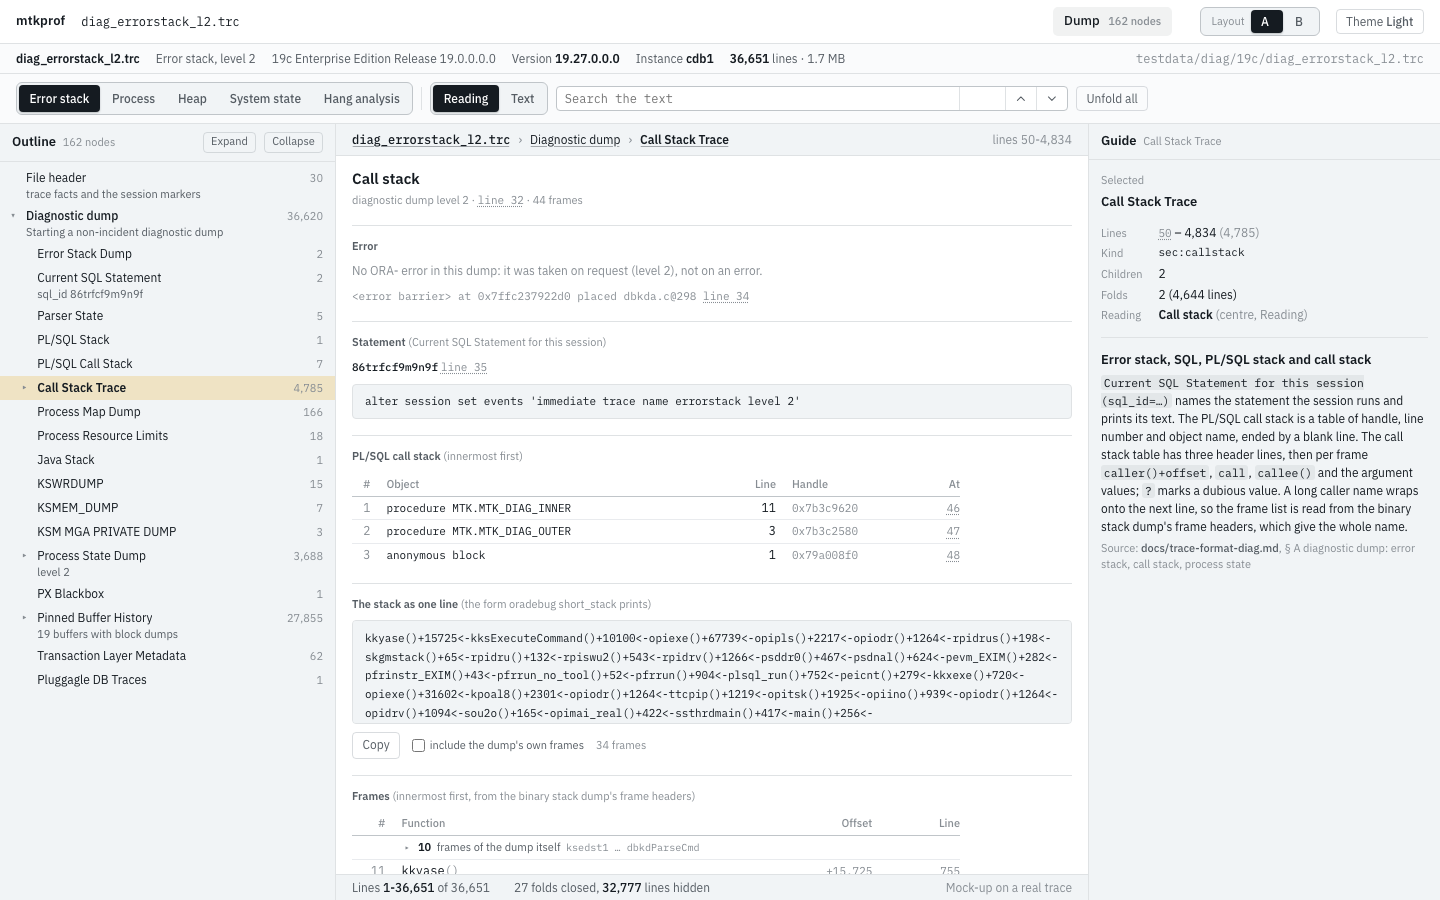 mtkprof diag_errorstack_l2.trc Dump 162 nodes Layout A B Theme Light
diag_errorstack_l2.trc Error stack, level 2 19c Enterprise Edition Release 19.0.0.0.0 Version 19.27.0.0.0 Instance cdb1 36,651 lines · 1.7 MB testdata/diag/19c/diag_errorstack_l2.trc
Error stack Process Heap System state Hang analysis Reading Text Search the text Unfold all
Outline 162 nodes Expand Collapse
File header 30
trace facts and the session markers
Diagnostic dump 36,620
Starting a non-incident diagnostic dump
Error Stack Dump 2
Current SQL Statement 2
sql_id 86trfcf9m9n9f
Parser State 5
PL/SQL Stack 1
PL/SQL Call Stack 7
Call Stack Trace 4,785
Process Map Dump 166
Process Resource Limits 18
Java Stack 1
KSWRDUMP 15
KSMEM_DUMP 7
KSM MGA PRIVATE DUMP 3
Process State Dump 3,688
level 2
PX Blackbox 1
Pinned Buffer History 27,855
19 buffers with block dumps
Transaction Layer Metadata 62
Pluggagle DB Traces 1
diag_errorstack_l2.trc › Diagnostic dump › Call Stack Trace lines 50-4,834
Call stack
diagnostic dump level 2 · line 32 · 44 frames
Error
No ORA- error in this dump: it was taken on request (level 2), not on an error.
<error barrier> at 0x7ffc237922d0 placed dbkda.c@298 line 34
Statement (Current SQL Statement for this session)
86trfcf9m9n9f line 35
alter session set events 'immediate trace name errorstack level 2'
PL/SQL call stack (innermost first)
# Object Line Handle At
1 procedure MTK.MTK_DIAG_INNER 11 0x7b3c9620 46
2 procedure MTK.MTK_DIAG_OUTER 3 0x7b3c2580 47
3 anonymous block 1 0x79a008f0 48
The stack as one line (the form oradebug short_stack prints)
kkyase()+15725<-kksExecuteCommand()+10100<-opiexe()+67739<-opipls()+2217<-opiodr()+1264<-rpidrus()+198<-
skgmstack()+65<-rpidru()+132<-rpiswu2()+543<-rpidrv()+1266<-psddr0()+467<-psdnal()+624<-pevm_EXIM()+282<-
pfrinstr_EXIM()+43<-pfrrun_no_tool()+52<-pfrrun()+904<-plsql_run()+752<-peicnt()+279<-kkxexe()+720<-
opiexe()+31602<-kpoal8()+2301<-opiodr()+1264<-ttcpip()+1219<-opitsk()+1925<-opiino()+939<-opiodr()+1264<-
opidrv()+1094<-sou2o()+165<-opimai_real()+422<-ssthrdmain()+417<-main()+256<-
Copy include the dump's own frames 34 frames
Frames (innermost first, from the binary stack dump's frame headers)
# Function Offset Line
10 frames of the dump itself ksedst1 … dbkdParseCmd
11 kkyase() +15,725 755
Lines 1-36,651 of 36,651 27 folds closed, 32,777 lines hidden Mock-up on a real trace
Guide Call Stack Trace
Selected
Call Stack Trace
Lines 50 – 4,834 (4,785)
Kind sec:callstack
Children 2
Folds 2 (4,644 lines)
Reading Call stack (centre, Reading)
Error stack, SQL, PL/SQL stack and call stack
Current SQL Statement for this session
(sql_id=…) names the statement the session runs and
prints its text. The PL/SQL call stack is a table of handle, line
number and object name, ended by a blank line. The call
stack table has three header lines, then per frame
caller()+offset, call, callee() and the argument
values; ? marks a dubious value. A long caller name wraps
onto the next line, so the frame list is read from the binary
stack dump's frame headers, which give the whole name.
Source: docs/trace-format-diag.md, § A diagnostic dump: error
stack, call stack, process state